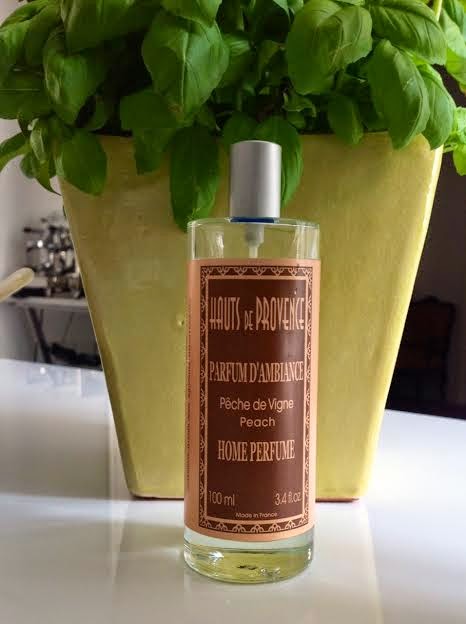 HAUTS DE PROVENCE
PARFUM D'AMBIANCE
Pêche de Vigne
Peach
HOME PERFUME
100 ml 3.4 fl.oz
Made in France